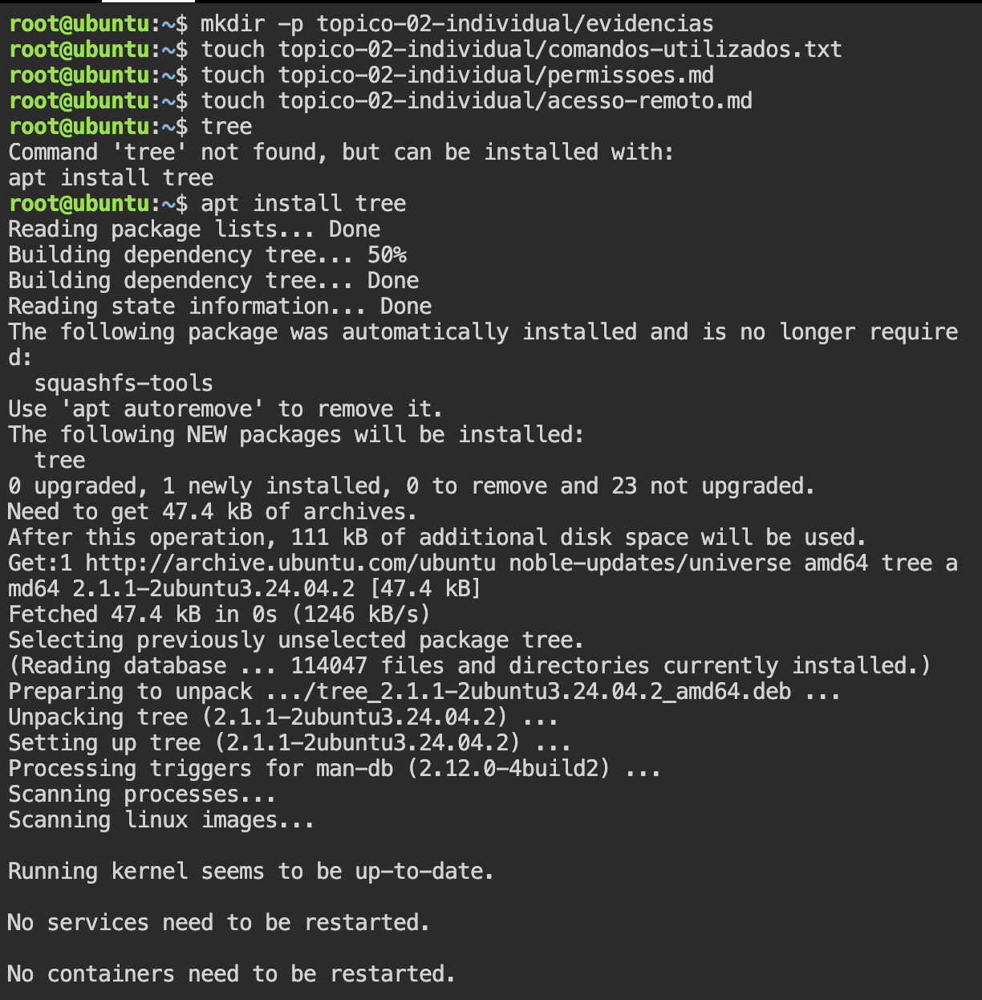 root@ubuntu:~$ mkdir -p topico-02-individual/evidencias
root@ubuntu:~$ touch topico-02-individual/comandos-utilizados.txt
root@ubuntu:~$ touch topico-02-individual/permissoes.md
root@ubuntu:~$ touch topico-02-individual/acesso-remoto.md
root@ubuntu:~$ tree
Command 'tree' not found, but can be installed with:
apt install tree
root@ubuntu:~$ apt install tree
Reading package lists... Done
Building dependency tree... 50%
Building dependency tree... Done
Reading state information... Done
The following package was automatically installed and is no longer require
d:
  squashfs-tools
Use 'apt autoremove' to remove it.
The following NEW packages will be installed:
  tree
0 upgraded, 1 newly installed, 0 to remove and 23 not upgraded.
Need to get 47.4 kB of archives.
After this operation, 111 kB of additional disk space will be used.
Get:1 http://archive.ubuntu.com/ubuntu noble-updates/universe amd64 tree a
md64 2.1.1-2ubuntu3.24.04.2 [47.4 kB]
Fetched 47.4 kB in 0s (1246 kB/s)
Selecting previously unselected package tree.
(Reading database ... 114047 files and directories currently installed.)
Preparing to unpack .../tree_2.1.1-2ubuntu3.24.04.2_amd64.deb ...
Unpacking tree (2.1.1-2ubuntu3.24.04.2) ...
Setting up tree (2.1.1-2ubuntu3.24.04.2) ...
Processing triggers for man-db (2.12.0-4build2) ...
Scanning processes...
Scanning linux images...

Running kernel seems to be up-to-date.

No services need to be restarted.

No containers need to be restarted.